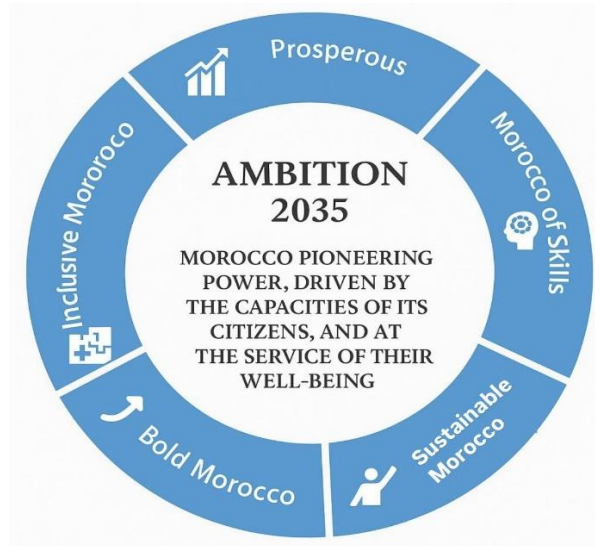 Prosperous
Morocco of Skills
Sustainable
Morocco
Bold Morocco
Inclusive Mororoco
AMBITION
2035
MOROCCO PIONEERING
POWER, DRIVEN BY
THE CAPACITIES OF ITS
CITIZENS, AND AT
THE SERVICE OF THEIR
WELL-BEING